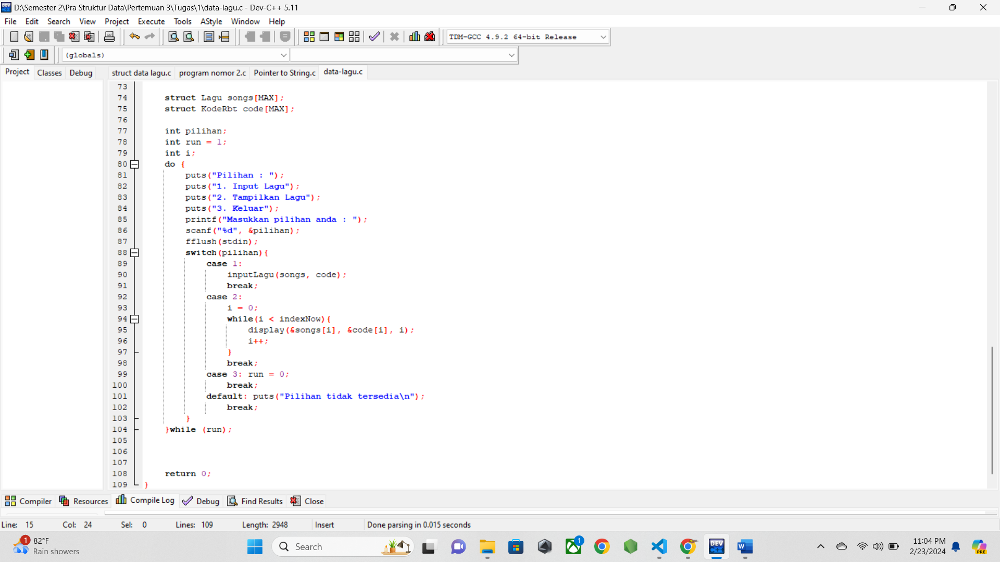 D:\Semester 2\Pra Struktur Data\Pertemuan 3\Tugas\1\data-lagu.c - Dev-C++ 5.11
File Edit Search View Project Execute Tools AStyle Window Help
TDM-GCC 4.9.2 64-bit Release
(globals)
Project Classes Debug struct data lagu.c program nomor 2.c Pointer to String.c data-lagu.c
73
74 struct Lagu songs[MAX];
75 struct KodeRbt code[MAX];
76
77 int pilihan;
78 int run = 1;
79 int i;
80 do {
81 puts("Pilihan : ");
82 puts("1. Input Lagu");
83 puts("2. Tampilkan Lagu");
84 puts("3. Keluar");
85 printf("Masukkan pilihan anda : ");
86 scanf("%d", &pilihan);
87 fflush(stdin);
88 switch(pilihan){
89 case 1:
90 inputLagu(songs, code);
91 break;
92 case 2:
93 i = 0;
94 while(i < indexNow){
95 display(&songs[i], &code[i], i);
96 i++;
97 }
98 break;
99 case 3: run = 0;
100 break;
101 default: puts("Pilihan tidak tersedia\n");
102 break;
103 }
104 }while (run);
105
106
107
108 return 0;
109 }
Compiler Resources Compile Log Debug Find Results Close
Line: 15 Col: 24 Sel: 0 Lines: 109 Length: 2948 Insert Done parsing in 0.015 seconds
1 82°F
Rain showers
Search
1
DEV C++
W
PRE
11:04 PM
2/23/2024